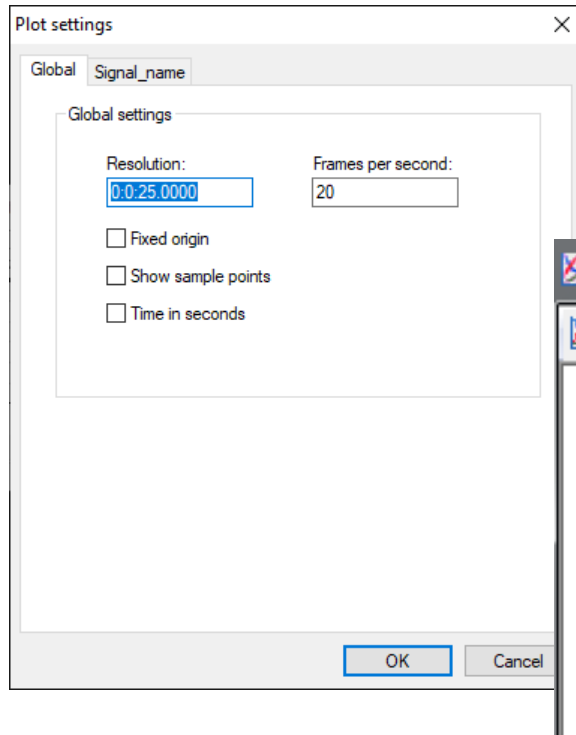 Plot settings
Global Signal_name
Global settings
Resolution: Frames per second:
0:0:25.0000 20
Fixed origin
Show sample points
Time in seconds
OK Cancel